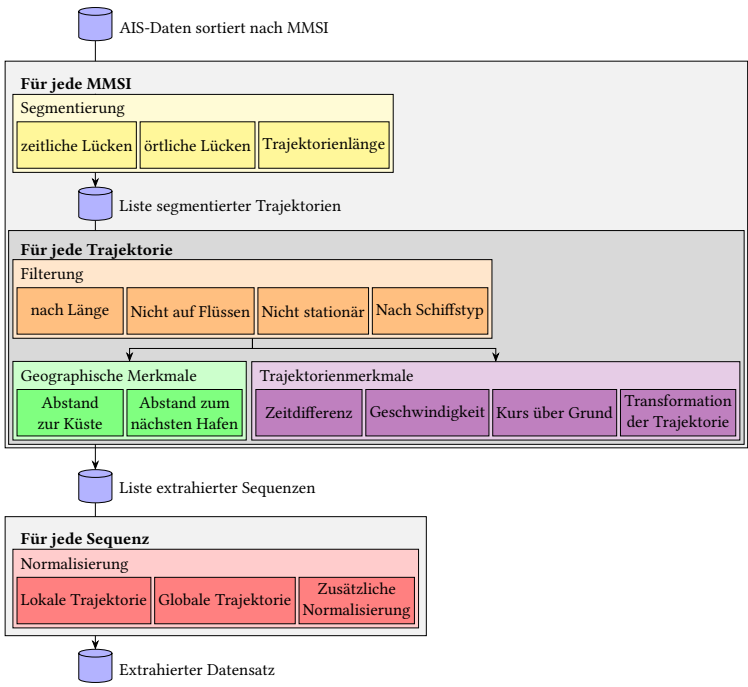 AIS-Daten sortiert nach MMSI
Für jede MMSI
Segmentierung
zeitliche Lücken
örtliche Lücken
Trajektorienlänge
Liste segmentierter Trajektorien
Für jede Trajektorie
Filterung
nach Länge
Nicht auf Flüssen
Nicht stationär
Nach Schiffstyp
Geographische Merkmale
Abstand
zur Küste
Abstand zum
nächsten Hafen
Trajektorienmerkmale
Zeitdifferenz
Geschwindigkeit
Kurs über Grund
Transformation
der Trajektorie
Liste extrahierter Sequenzen
Für jede Sequenz
Normalisierung
Lokale Trajektorie
Globale Trajektorie
Zusätzliche
Normalisierung
Extrahierter Datensatz